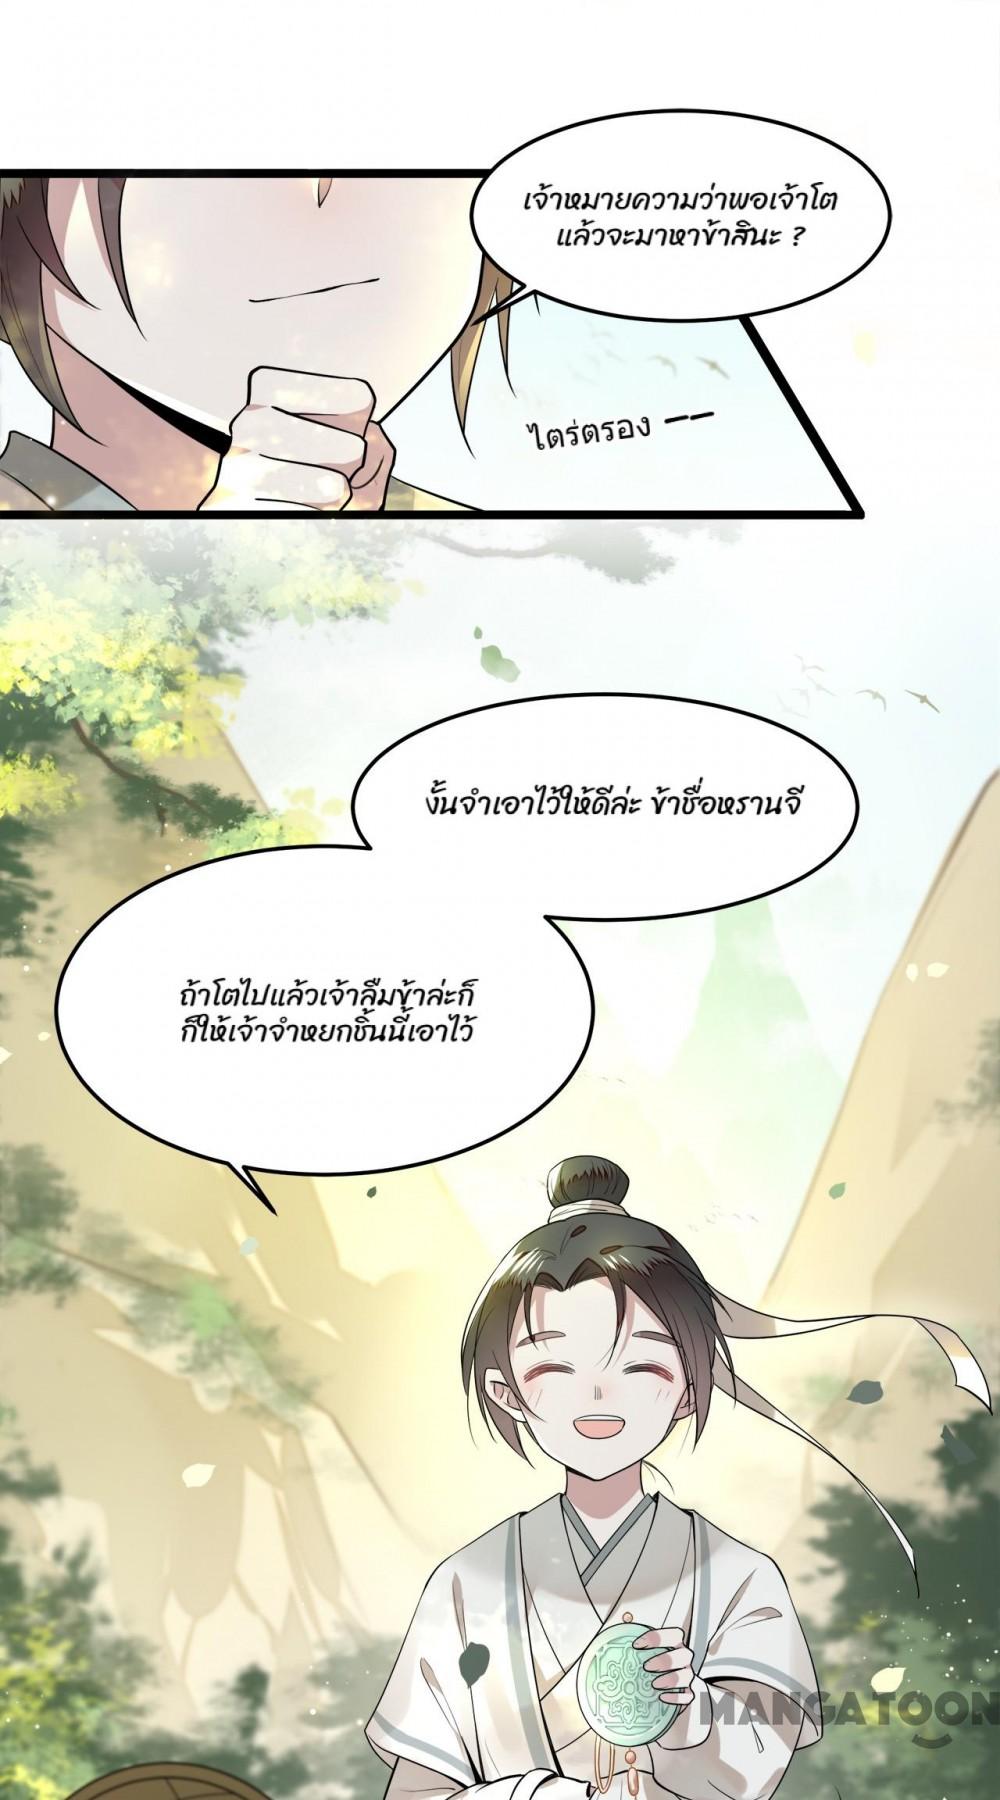 เจ้าหมายความว่าพอเจ้าโต
แล้วจะมาหาข้าสินะ ?
ไตร่ตรอง ——
งั้นจำเอาไว้ให้ดีล่ะ ข้าชื่อหรานจี
ถ้าโตไปแล้วเจ้าลืมข้าล่ะก็
ก็ให้เจ้าจำหยกชิ้นนี้เอาไว้
MANGATOON